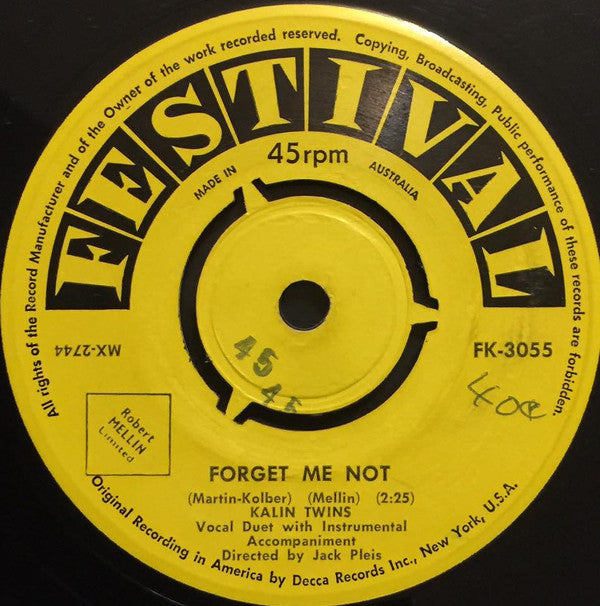 All rights of the Record Manufacturer and of the Owner of the work recorded reserved. Copying, Broadcasting, Public performance of these records are forbidden.
FESTIVAL
45rpm
MADE IN AUSTRALIA
MX-2744
FK-3055
40c
45
45
Robert
MELLIN
Limited
FORGET ME NOT
(Martin-Kolber) (Mellin) (2:25)
KALIN TWINS
Vocal Duet with Instrumental
Accompaniment
Directed by Jack Pleis
Original Recording in America by Decca Records Inc., New York, U.S.A.